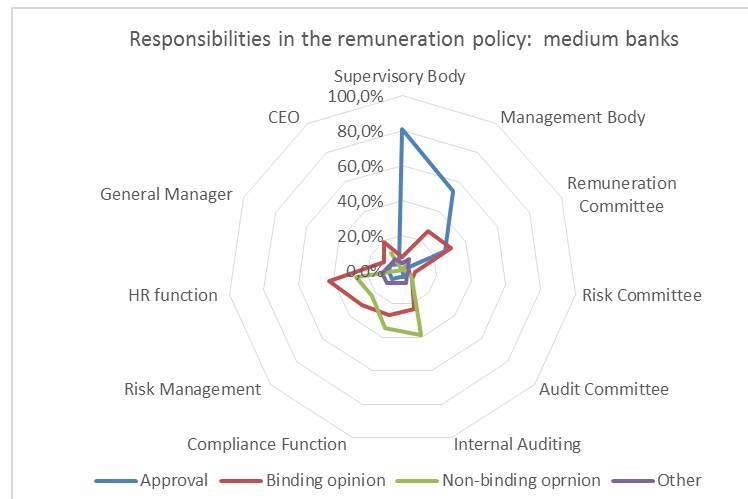 Responsibilities in the remuneration policy:  medium banks
Supervisory Body
100,0%
CEO
Management Body
80,0%
General Manager
60,0%
Remuneration
Committee
40,0%
20,0%
0,0%
HR function
Risk Committee
Risk Management
Audit Committee
Compliance Function
Internal Auditing
Approval
Binding opinion
Non-binding oprnion
Other